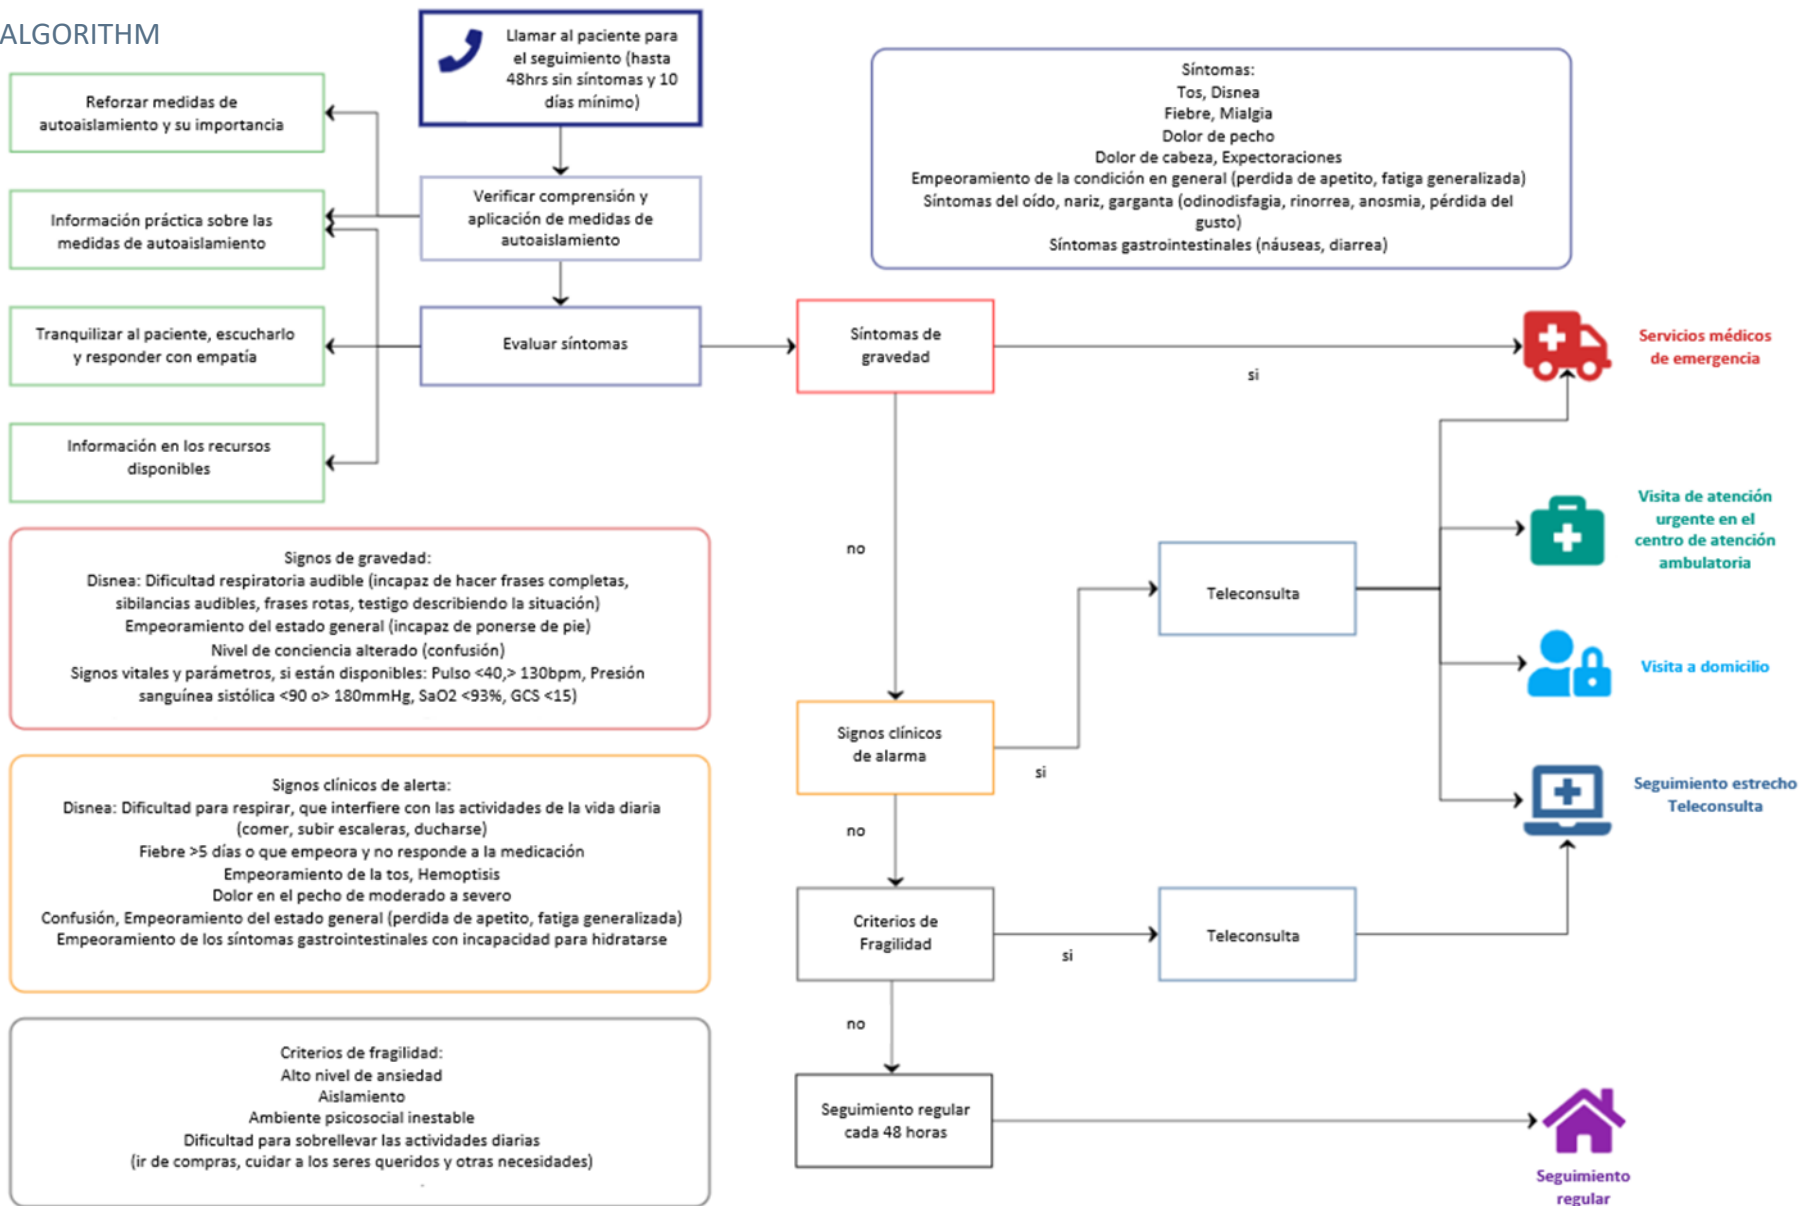 ALGORITHM
Llamar al paciente para
el seguimiento (hasta
48hrs sin síntomas y 10
días mínimo)
Reforzar medidas de
autoaislamiento y su importancia
Verificar comprensión y
aplicación de medidas de
autoaislamiento
Información práctica sobre las
medidas de autoaislamiento
Tranquilizar al paciente, escucharlo
y responder con empatía
Evaluar síntomas
Información en los recursos
disponibles
Síntomas:
Tos, Disnea
Fiebre, Mialgia
Dolor de pecho
Dolor de cabeza, Expectoraciones
Empeoramiento de la condición en general (perdida de apetito, fatiga generalizada)
Síntomas del oído, nariz, garganta (odinodisfagia, rinorrea, anosmia, pérdida del
gusto)
Síntomas gastrointestinales (náuseas, diarrea)
Síntomas de
gravedad
si
Servicios médicos
de emergencia
no
Teleconsulta
Visita de atención
urgente en el
centro de atención
ambulatoria
Visita a domicilio
Seguimiento estrecho
Teleconsulta
Signos clínicos
de alarma
si
no
Criterios de
Fragilidad
si
Teleconsulta
no
Seguimiento regular
cada 48 horas
Seguimiento
regular
Signos de gravedad:
Disnea: Dificultad respiratoria audible (incapaz de hacer frases completas,
sibilancias audibles, frases rotas, testigo describiendo la situación)
Empeoramiento del estado general (incapaz de ponerse de pie)
Nivel de conciencia alterado (confusión)
Signos vitales y parámetros, si están disponibles: Pulso <40,> 130bpm, Presión
sanguínea sistólica <90 o> 180mmHg, SaO2 <93%, GCS <15)
Signos clínicos de alerta:
Disnea: Dificultad para respirar, que interfiere con las actividades de la vida diaria
(comer, subir escaleras, ducharse)
Fiebre >5 días o que empeora y no responde a la medicación
Empeoramiento de la tos, Hemoptisis
Dolor en el pecho de moderado a severo
Confusión, Empeoramiento del estado general (perdida de apetito, fatiga generalizada)
Empeoramiento de los síntomas gastrointestinales con incapacidad para hidratarse
Criterios de fragilidad:
Alto nivel de ansiedad
Aislamiento
Ambiente psicosocial inestable
Dificultad para sobrellevar las actividades diarias
(ir de compras, cuidar a los seres queridos y otras necesidades)